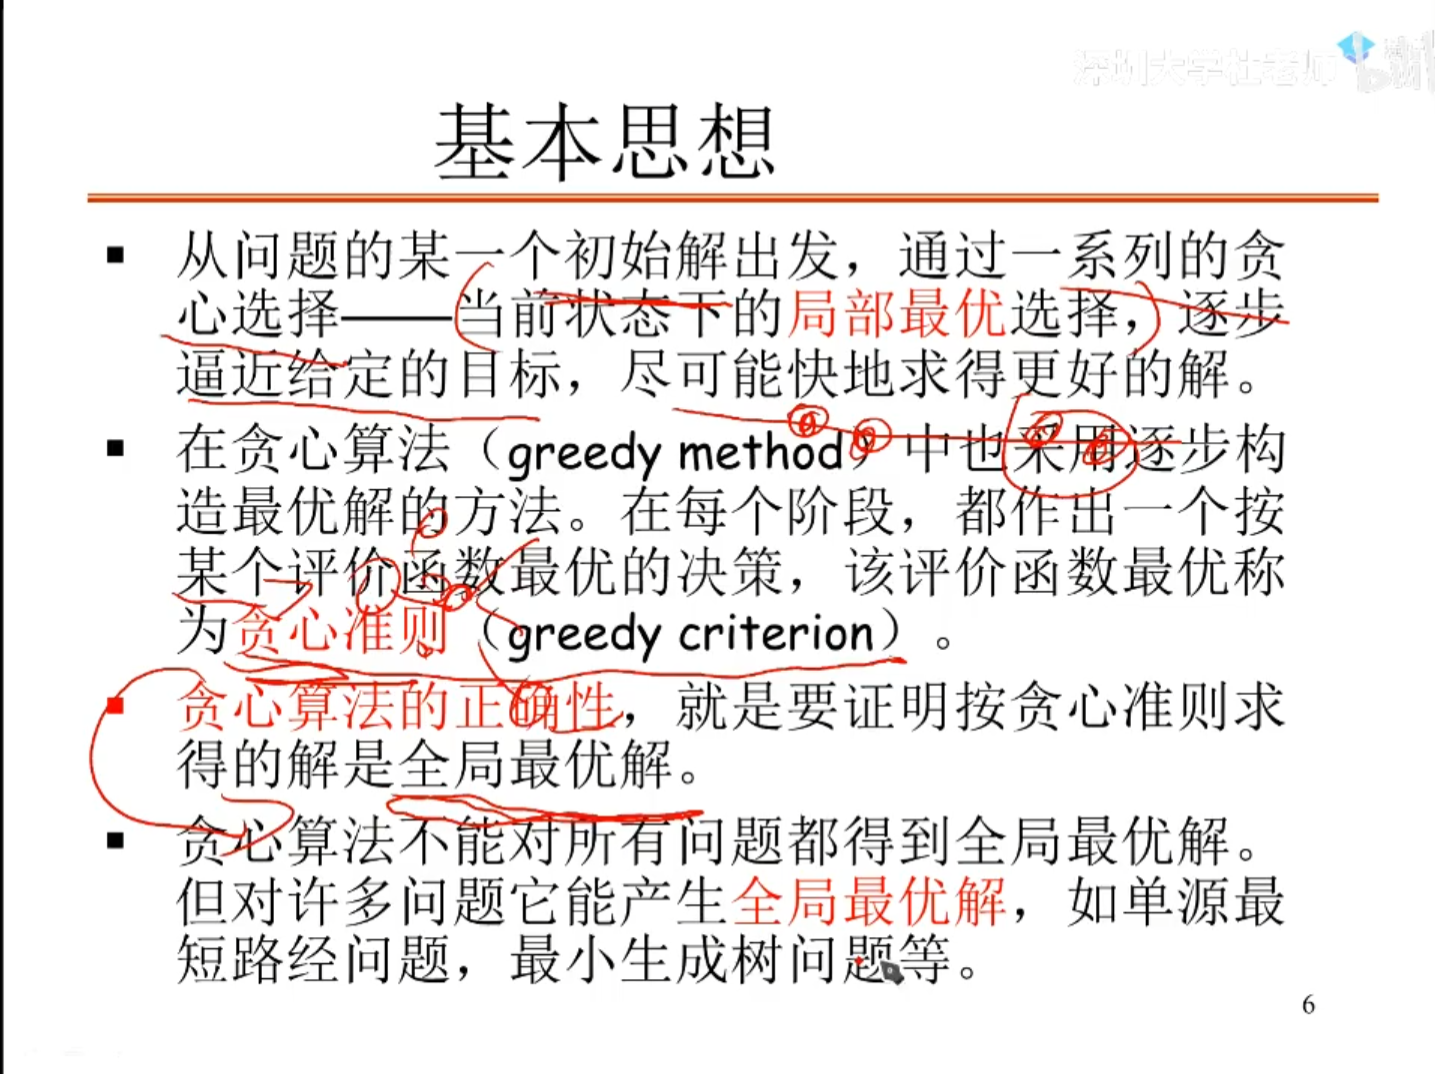 深圳大学杜老师
基本思想
从问题的某一个初始解出发，通过一系列的贪
心选择——当前状态下的局部最优选择，逐步
逼近给定的目标，尽可能快地求得更好的解。
在贪心算法（greedy method）中也采用逐步构
造最优解的方法。在每个阶段，都作出一个按
某个评价函数最优的决策，该评价函数最优称
为贪心准则（greedy criterion）。
贪心算法的正确性，就是要证明按贪心准则求
得的解是全局最优解。
贪心算法不能对所有问题都得到全局最优解。
但对许多问题它能产生全局最优解，如单源最
短路经问题，最小生成树问题等。
6